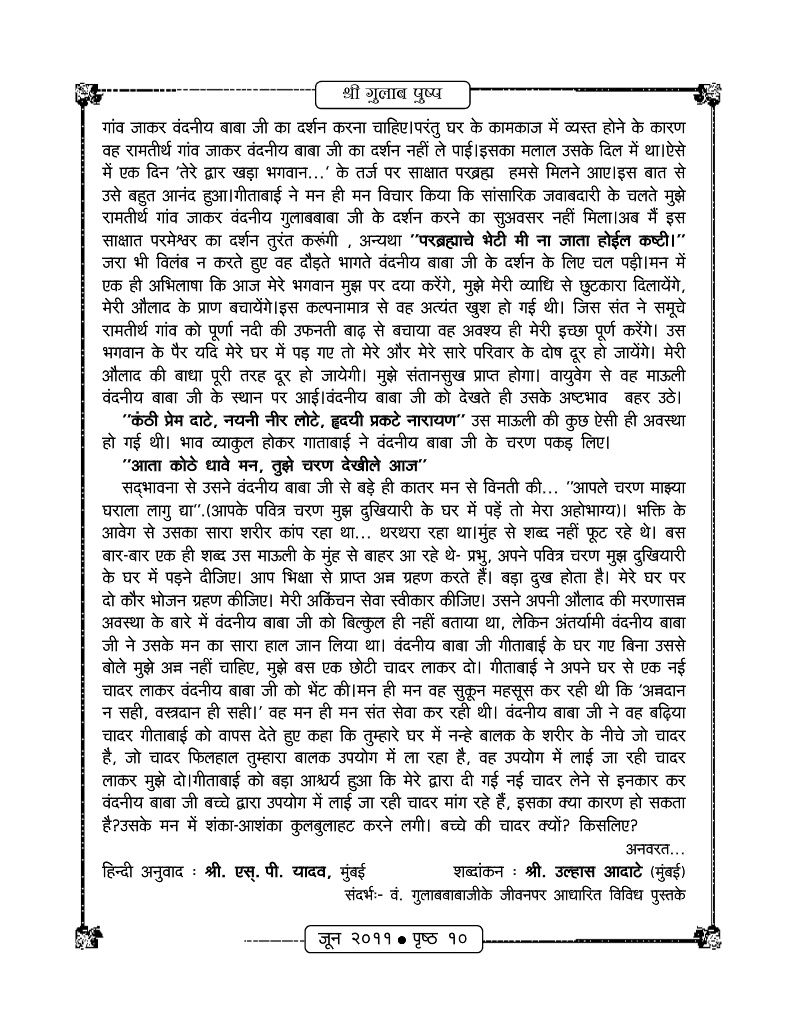 श्री गुलाब पुष्प
गांव जाकर वंदनीय बाबा जी का दर्शन करना चाहिए।परंतु घर के कामकाज में व्यस्त होने के कारण
वह रामतीर्थ गांव जाकर वंदनीय बाबा जी का दर्शन नहीं ले पाई।इसका मलाल उसके दिल में था।ऐसे
में एक दिन 'तेरे द्वार खड़ा भगवान...' के तर्ज पर साक्षात परब्रह्म हमसे मिलने आए।इस बात से
उसे बहुत आनंद हुआ।गीताबाई ने मन ही मन विचार किया कि सांसारिक जवाबदारी के चलते मुझे
रामतीर्थ गांव जाकर वंदनीय गुलाबबाबा जी के दर्शन करने का सुअवसर नहीं मिला।अब मैं इस
साक्षात परमेश्वर का दर्शन तुरंत करूंगी , अन्यथा "परब्रह्माचे भेटी मी ना जाता होईल कष्टी।"
जरा भी विलंब न करते हुए वह दौड़ते भागते वंदनीय बाबा जी के दर्शन के लिए चल पड़ी।मन में
एक ही अभिलाषा कि आज मेरे भगवान मुझ पर दया करेंगे, मुझे मेरी व्याधि से छुटकारा दिलायेंगे,
मेरी औलाद के प्राण बचायेंगे।इस कल्पनामात्र से वह अत्यंत खुश हो गई थी। जिस संत ने समूचे
रामतीर्थ गांव को पूर्णा नदी की उफनती बाढ़ से बचाया वह अवश्य ही मेरी इच्छा पूर्ण करेंगे। उस
भगवान के पैर यदि मेरे घर में पड़ गए तो मेरे और मेरे सारे परिवार के दोष दूर हो जायेंगे। मेरी
औलाद की बाधा पूरी तरह दूर हो जायेगी। मुझे संतानसुख प्राप्त होगा। वायुवेग से वह माऊली
वंदनीय बाबा जी के स्थान पर आई।वंदनीय बाबा जी को देखते ही उसके अष्टभाव बहर उठे।
"कंठी प्रेम दाटे, नयनी नीर लोटे, हृदयी प्रकटे नारायण" उस माऊली की कुछ ऐसी ही अवस्था
हो गई थी। भाव व्याकुल होकर गाताबाई ने वंदनीय बाबा जी के चरण पकड़ लिए।
"आता कोठे धावे मन, तुझे चरण देखीले आज"
सद्‌भावना से उसने वंदनीय बाबा जी से बड़े ही कातर मन से विनती की... "आपले चरण माझ्या
घराला लागु द्या".(आपके पवित्र चरण मुझ दुखियारी के घर में पड़ें तो मेरा अहोभाग्य)। भक्ति के
आवेग से उसका सारा शरीर कांप रहा था... थरथरा रहा था।मुंह से शब्द नहीं फूट रहे थे। बस
बार-बार एक ही शब्द उस माऊली के मुंह से बाहर आ रहे थे- प्रभु, अपने पवित्र चरण मुझ दुखियारी
के घर में पड़ने दीजिए। आप भिक्षा से प्राप्त अन्न ग्रहण करते हैं। बड़ा दुख होता है। मेरे घर पर
दो कौर भोजन ग्रहण कीजिए। मेरी अकिंचन सेवा स्वीकार कीजिए। उसने अपनी औलाद की मरणासन्न
अवस्था के बारे में वंदनीय बाबा जी को बिल्कुल ही नहीं बताया था, लेकिन अंतर्यामी वंदनीय बाबा
जी ने उसके मन का सारा हाल जान लिया था। वंदनीय बाबा जी गीताबाई के घर गए बिना उससे
बोले मुझे अन्न नहीं चाहिए, मुझे बस एक छोटी चादर लाकर दो। गीताबाई ने अपने घर से एक नई
चादर लाकर वंदनीय बाबा जी को भेंट की।मन ही मन वह सुकून महसूस कर रही थी कि 'अन्नदान
न सही, वस्त्रदान ही सही।' वह मन ही मन संत सेवा कर रही थी। वंदनीय बाबा जी ने वह बढ़िया
चादर गीताबाई को वापस देते हुए कहा कि तुम्हारे घर में नन्हे बालक के शरीर के नीचे जो चादर
है, जो चादर फिलहाल तुम्हारा बालक उपयोग में ला रहा है, वह उपयोग में लाई जा रही चादर
लाकर मुझे दो।गीताबाई को बड़ा आश्चर्य हुआ कि मेरे द्वारा दी गई नई चादर लेने से इनकार कर
वंदनीय बाबा जी बच्चे द्वारा उपयोग में लाई जा रही चादर मांग रहे हैं, इसका क्या कारण हो सकता
है?उसके मन में शंका-आशंका कुलबुलाहट करने लगी। बच्चे की चादर क्यों? किसलिए?
अनवरत...
हिन्दी अनुवाद : श्री. एस्. पी. यादव, मुंबई शब्दांकन : श्री. उल्हास आदाटे (मुंबई)
संदर्भः- वं. गुलाबबाबाजीके जीवनपर आधारित विविध पुस्तके
जून २०११ ● पृष्ठ १०